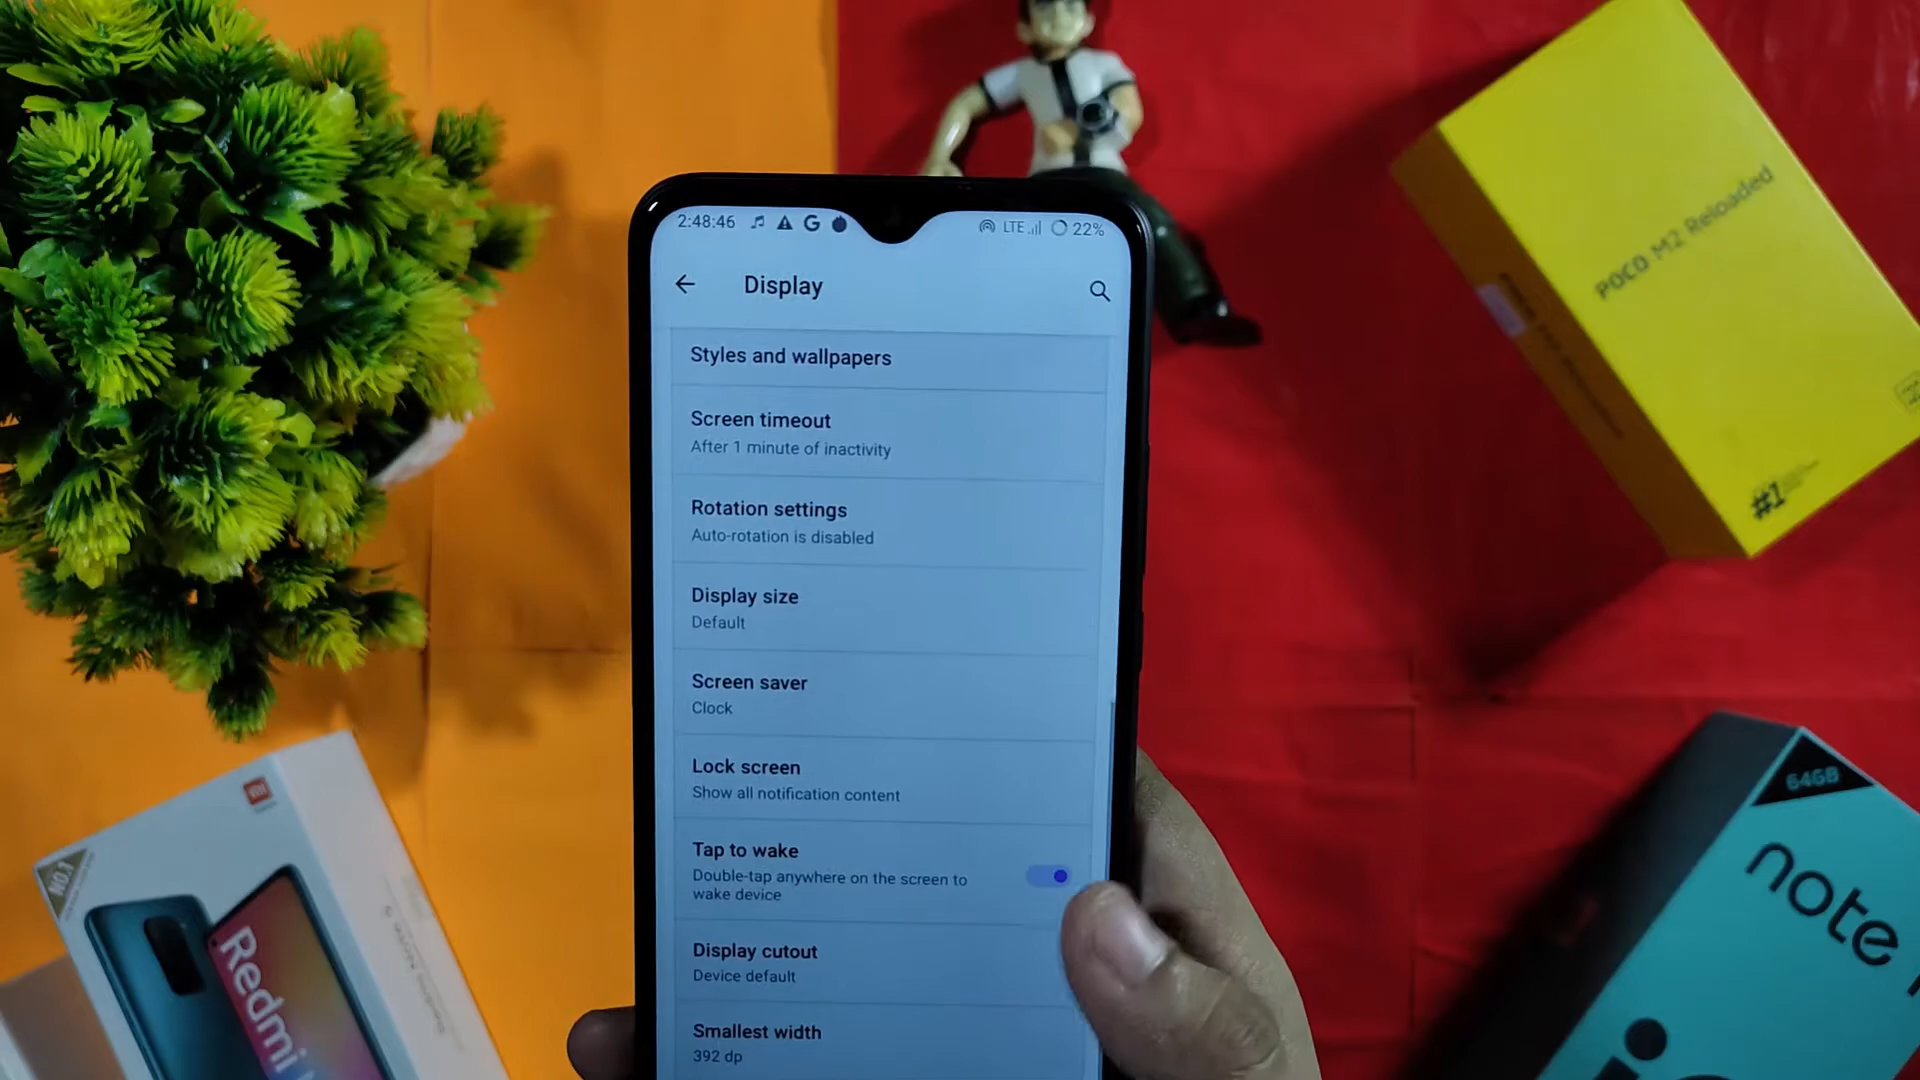 2:48:46
LTE
22%
Display
Styles and wallpapers
Screen timeout
After 1 minute of inactivity
Rotation settings
Auto-rotation is disabled
Display size
Default
Screen saver
Clock
Lock screen
Show all notification content
Tap to wake
Double-tap anywhere on the screen to
wake device
Display cutout
Device default
Smallest width
392 dp
POCO M2 Reloaded
#1
NO.1
Redmi
64GB
note